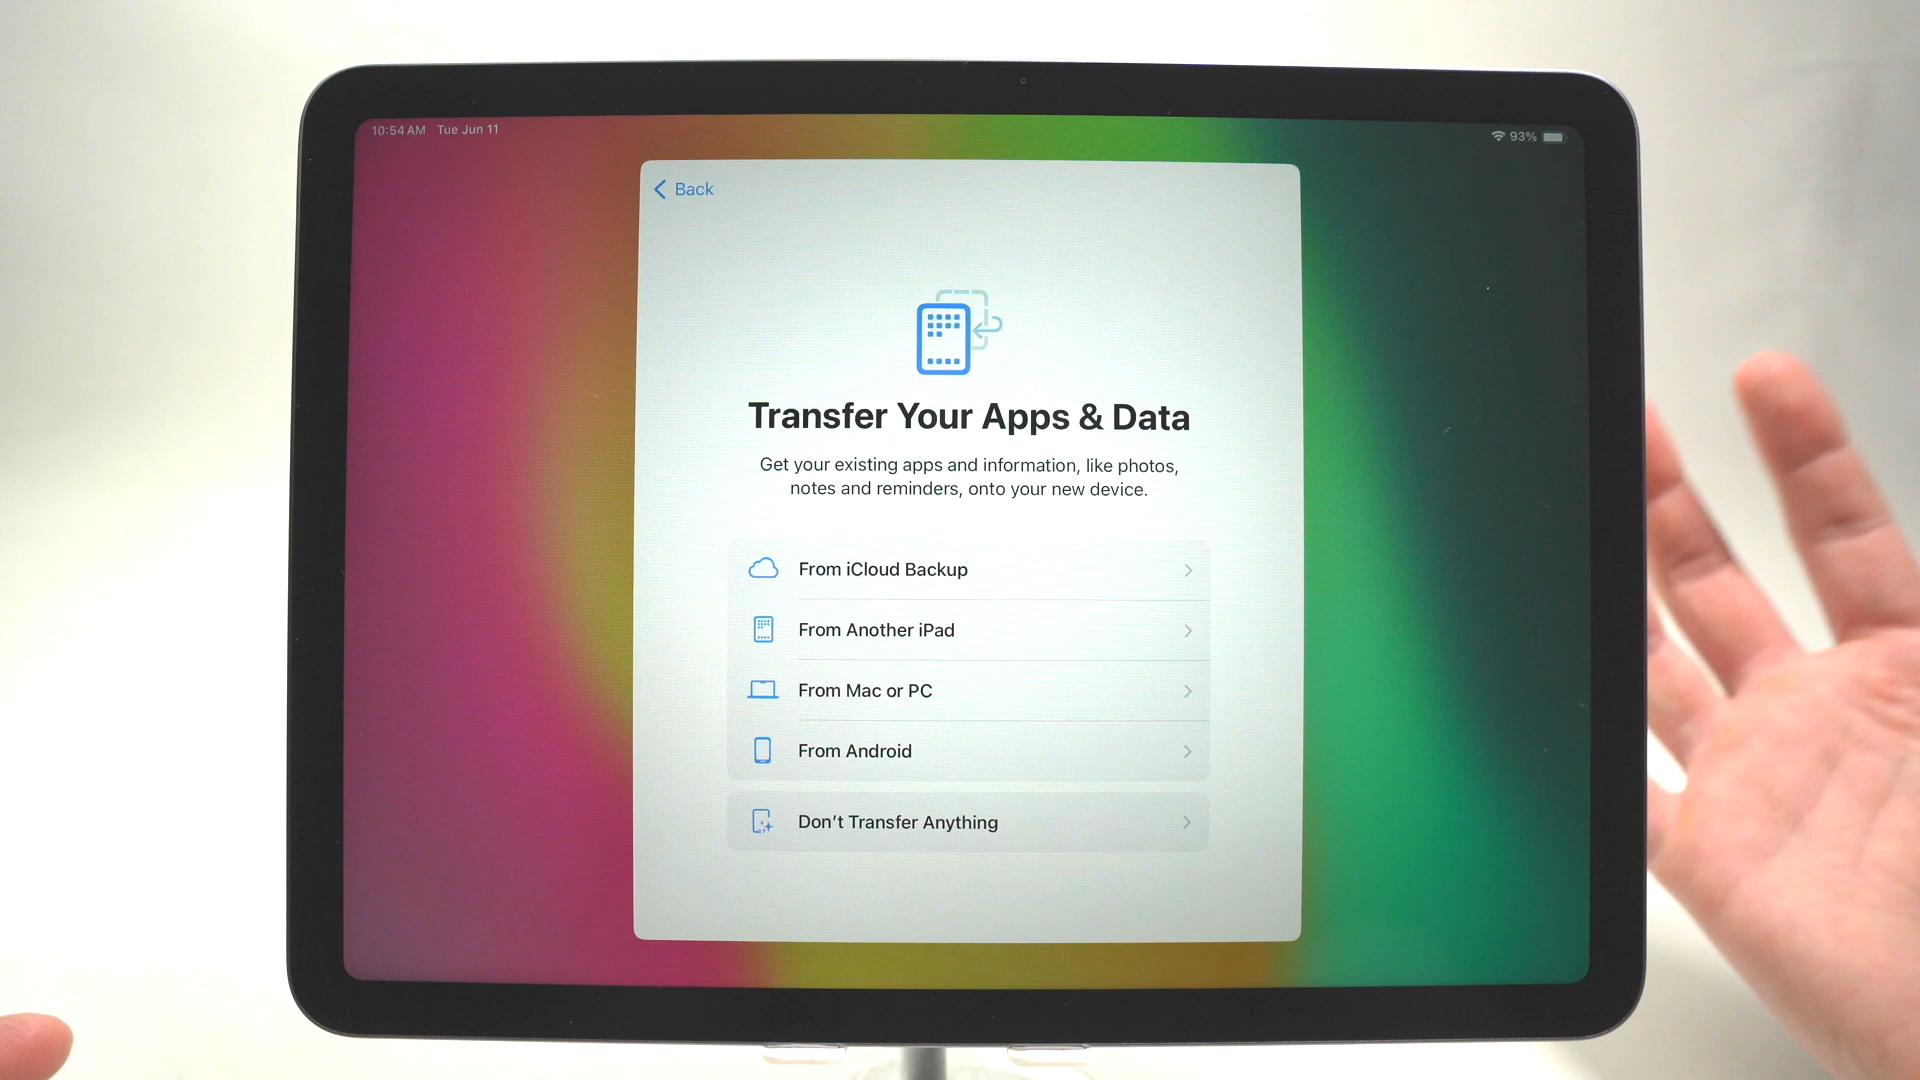 10:54 AM Tue Jun 11
93%
Back
Transfer Your Apps & Data
Get your existing apps and information, like photos,
notes and reminders, onto your new device.
From iCloud Backup
From Another iPad
From Mac or PC
From Android
Don’t Transfer Anything